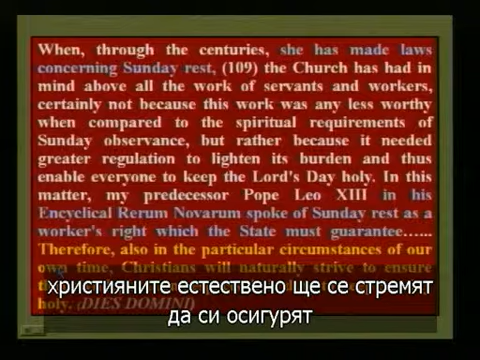 When, through the centuries, she has made laws
concerning Sunday rest, (109) the Church has had in
mind above all the work of servants and workers,
certainly not because this work was any less worthy
when compared to the spiritual requirements of
Sunday observance, but rather because it needed
greater regulation to lighten its burden and thus
enable everyone to keep the Lord's Day holy. In this
matter, my predecessor Pope Leo XIII in his
Encyclical Rerum Novarum spoke of Sunday rest as a
worker's right which the State must guarantee……
Therefore, also in the particular circumstances of our
own time, Christians will naturally strive to ensure
holy. (DIES DOMINI)
християните естествено ще се стремят
да си осигурят